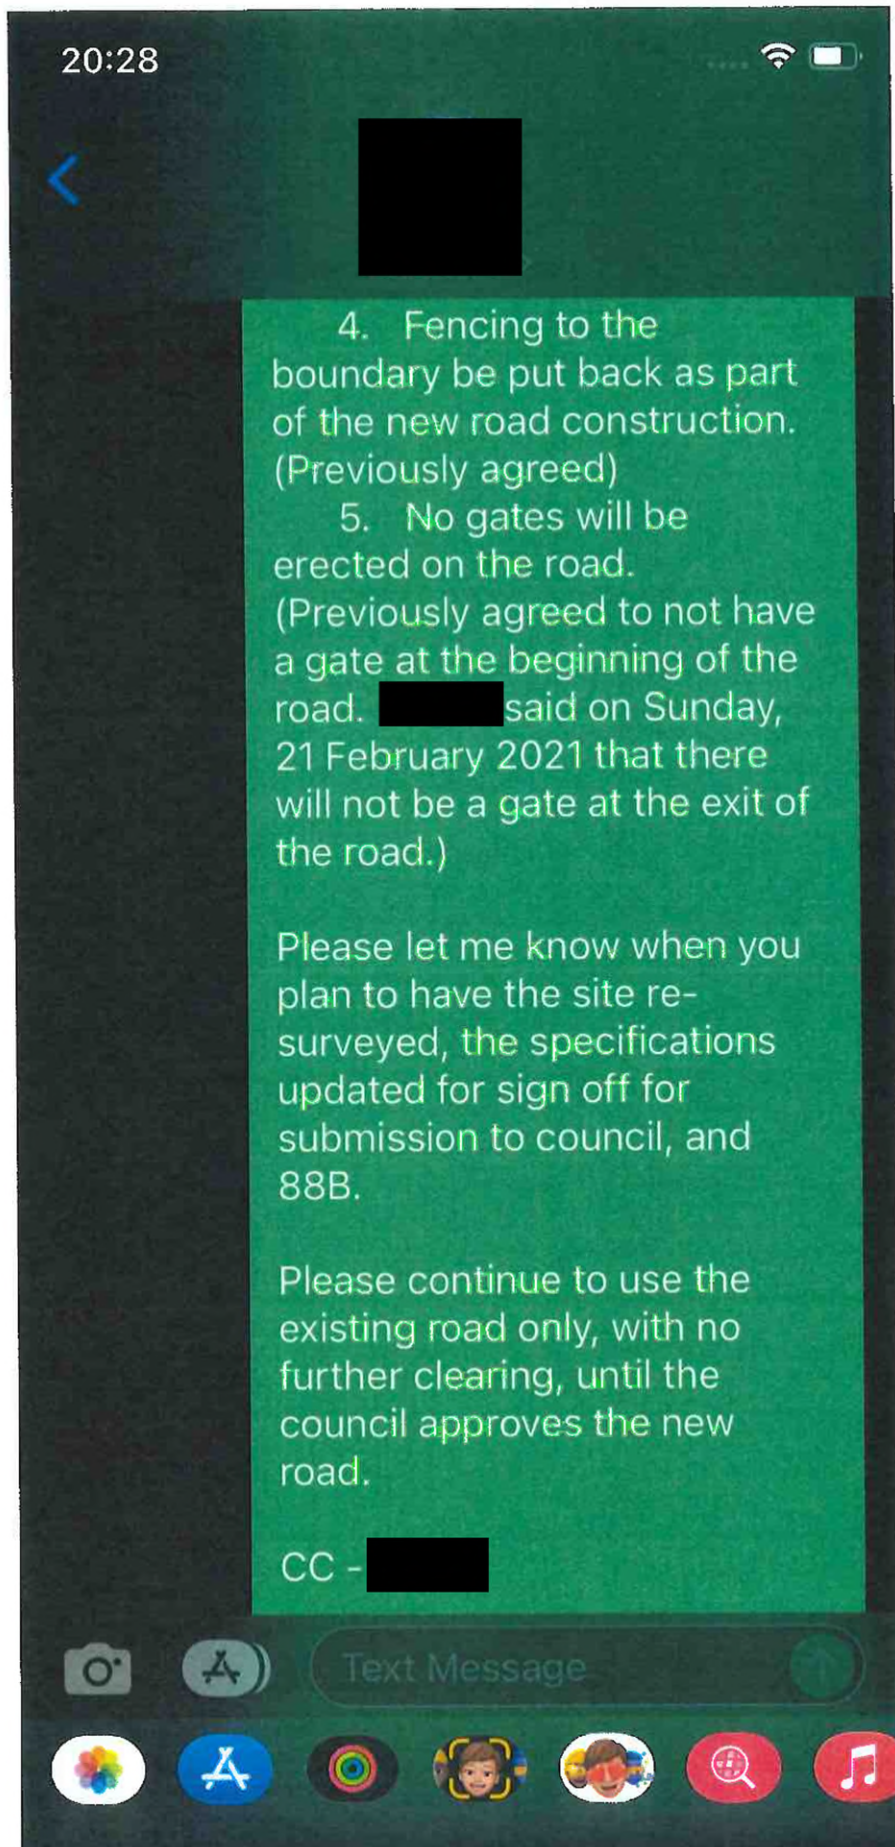 20:28
4. Fencing to the
boundary be put back as part
of the new road construction.
(Previously agreed)
5. No gates will be
erected on the road.
(Previously agreed to not have
a gate at the beginning of the
road. said on Sunday,
21 February 2021 that there
will not be a gate at the exit of
the road.)
Please let me know when you
plan to have the site re-
surveyed, the specifications
updated for sign off for
submission to council, and
88B.
Please continue to use the
existing road only, with no
further clearing, until the
council approves the new
road.
CC -
Text Message